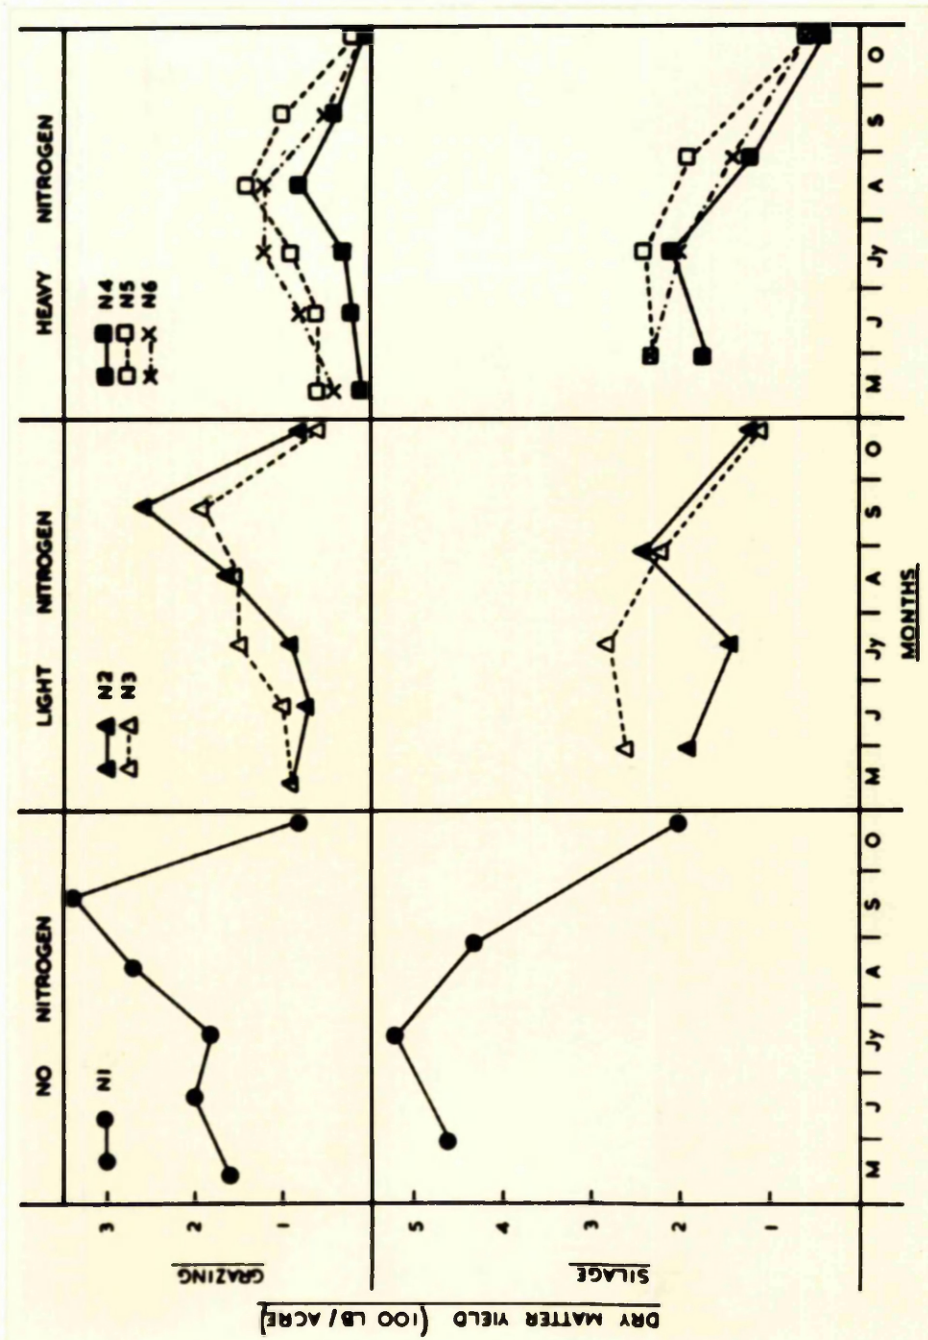 NO NITROGEN
LIGHT NITROGEN
HEAVY NITROGEN
N1
N2
N3
N4
N5
N6
3
2
1
GRAZING
5
4
3
2
1
SILAGE
DRY MATTER YIELD (100 LB / ACRE)
M J Jy A S O
M J Jy A S O
M J Jy A S O
MONTHS